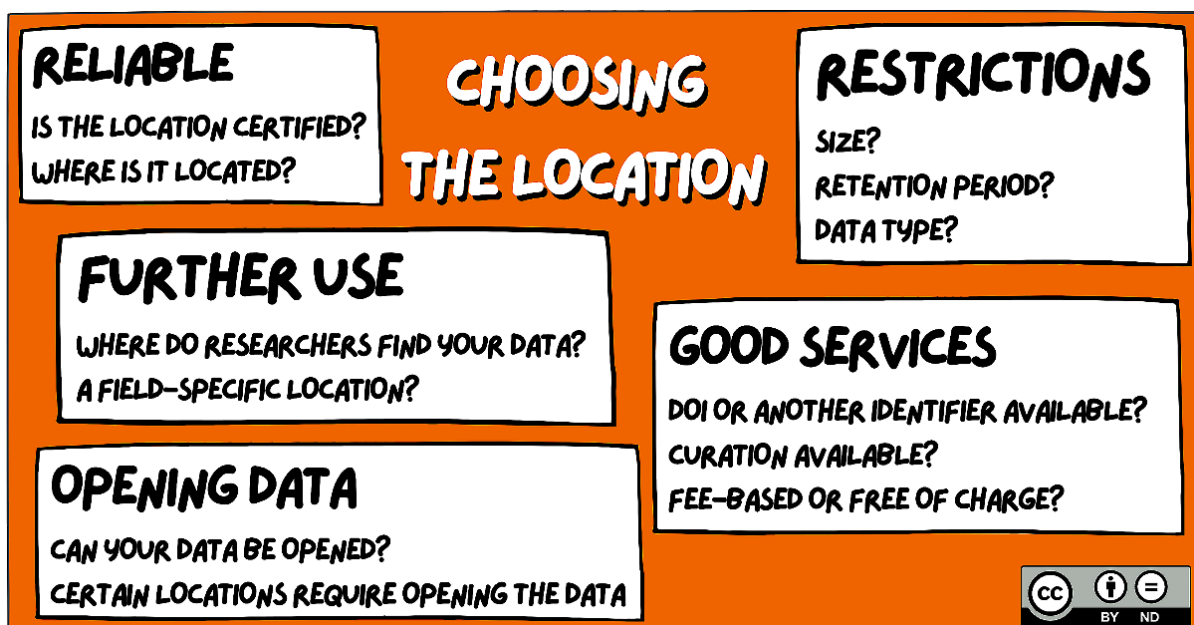 CHOOSING
THE LOCATION
RELIABLE
IS THE LOCATION CERTIFIED?
WHERE IS IT LOCATED?
RESTRICTIONS
SIZE?
RETENTION PERIOD?
DATA TYPE?
FURTHER USE
WHERE DO RESEARCHERS FIND YOUR DATA?
A FIELD-SPECIFIC LOCATION?
GOOD SERVICES
DOI OR ANOTHER IDENTIFIER AVAILABLE?
CURATION AVAILABLE?
FEE-BASED OR FREE OF CHARGE?
OPENING DATA
CAN YOUR DATA BE OPENED?
CERTAIN LOCATIONS REQUIRE OPENING THE DATA
CC
BY ND